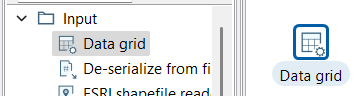 Input
Data grid
De-serialize from fi
ESRI shapefile read
Data grid